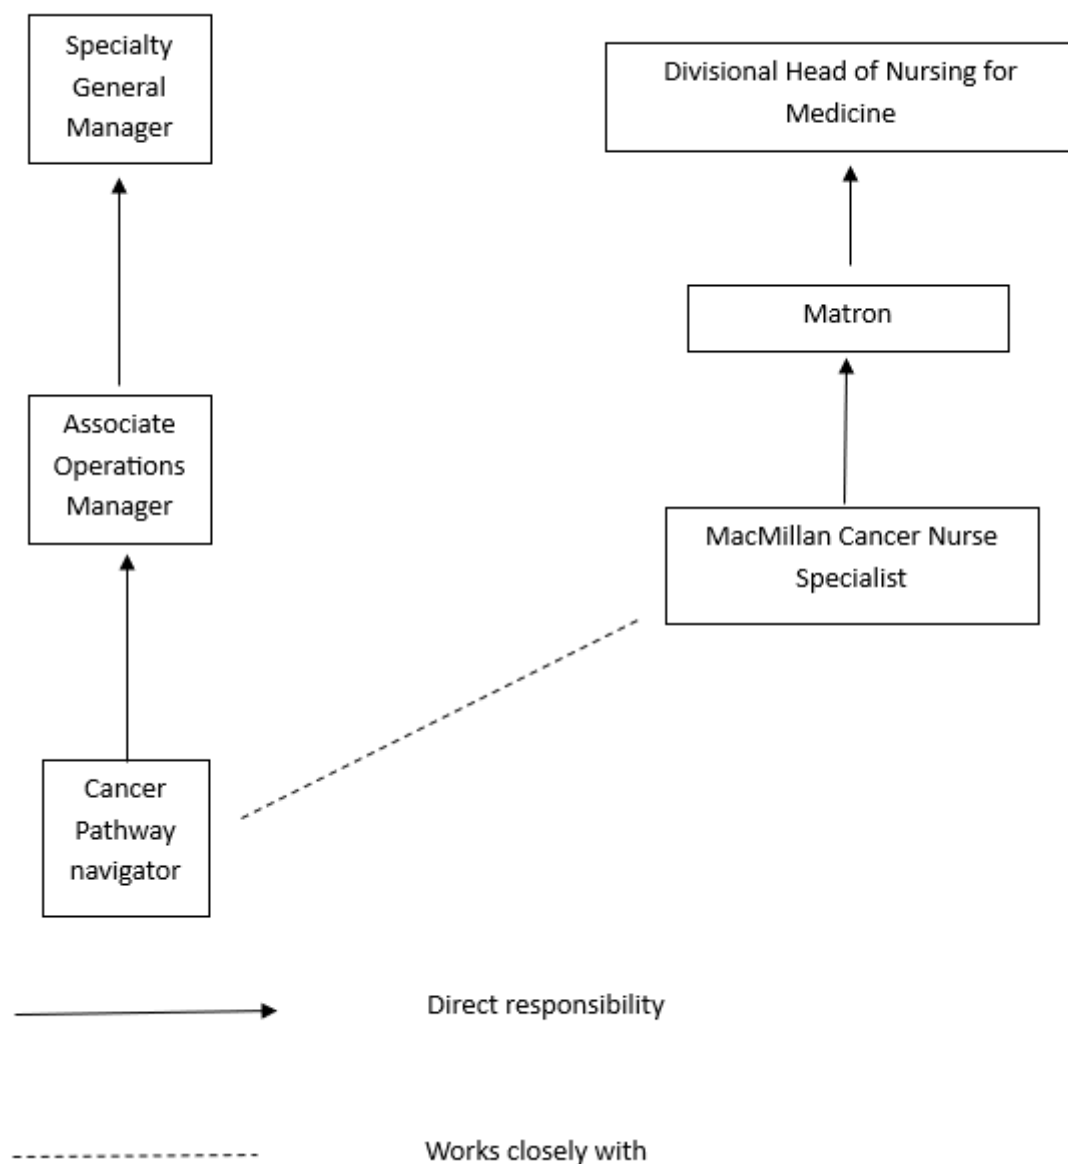 Specialty
General
Manager
Divisional Head of Nursing for
Medicine
Matron
Associate
Operations
Manager
MacMillan Cancer Nurse
Specialist
Cancer
Pathway
navigator
Direct responsibility
Works closely with